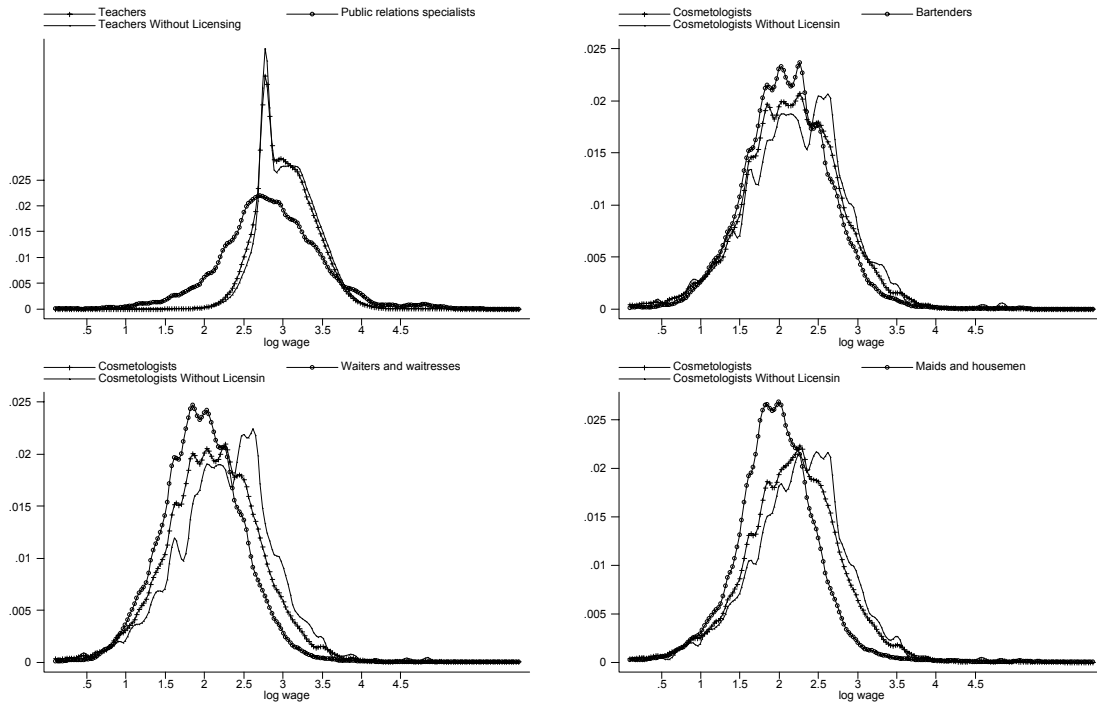 Teachers
Public relations specialists
Teachers Without Licensing
.025
.02
.015
.01
.005
0
.5 1 1.5 2 2.5 3 3.5 4 4.5
log wage
Cosmetologists
Bartenders
Cosmetologists Without Licensin
.025
.02
.015
.01
.005
0
.5 1 1.5 2 2.5 3 3.5 4 4.5
log wage
Cosmetologists
Waiters and waitresses
Cosmetologists Without Licensin
.025
.02
.015
.01
.005
0
.5 1 1.5 2 2.5 3 3.5 4 4.5
log wage
Cosmetologists
Maids and housemen
Cosmetologists Without Licensin
.025
.02
.015
.01
.005
0
.5 1 1.5 2 2.5 3 3.5 4 4.5
log wage